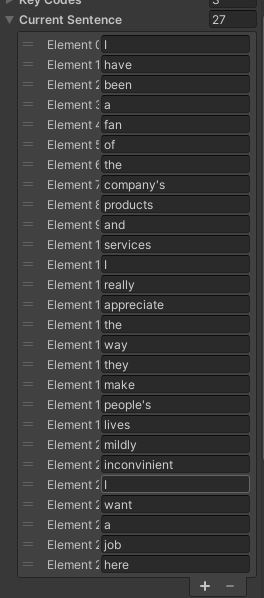 Key Codes 3
Current Sentence 27
Element 0 I
Element 1 have
Element 2 been
Element 3 a
Element 4 fan
Element 5 of
Element 6 the
Element 7 company's
Element 8 products
Element 9 and
Element 1 services
Element 1 I
Element 1 really
Element 1 appreciate
Element 1 the
Element 1 way
Element 1 they
Element 1 make
Element 1 people's
Element 1 lives
Element 2 mildly
Element 2 inconvinient
Element 2 I
Element 2 want
Element 2 a
Element 2 job
Element 2 here
+ −